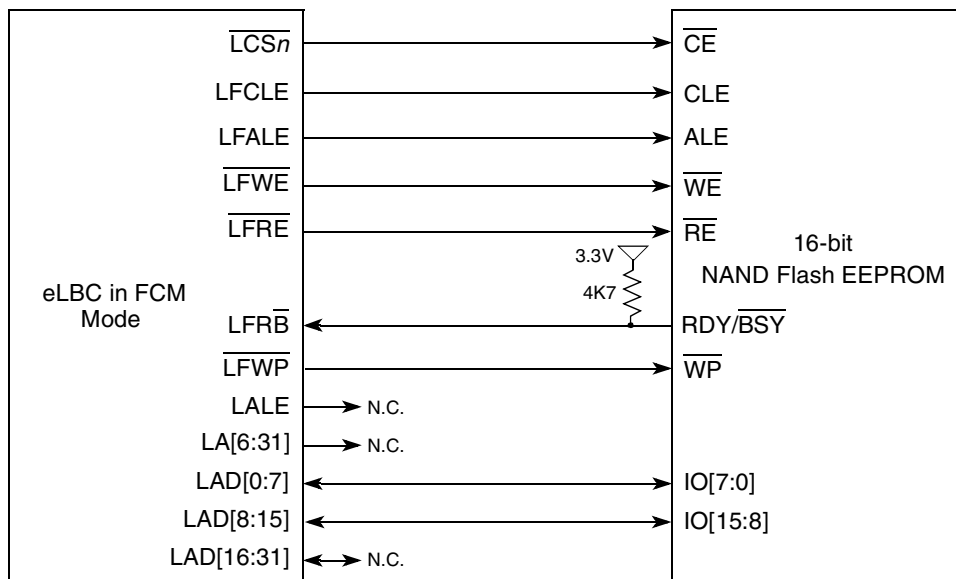 LCSn CE
LFCLE CLE
LFALE ALE
LFWE WE
LFRE RE
3.3V
4K7
eLBC in FCM
Mode
16-bit
NAND Flash EEPROM
LFRB RDY/BSY
LFWP WP
LALE N.C.
LA[6:31] N.C.
LAD[0:7] IO[7:0]
LAD[8:15] IO[15:8]
LAD[16:31] N.C.